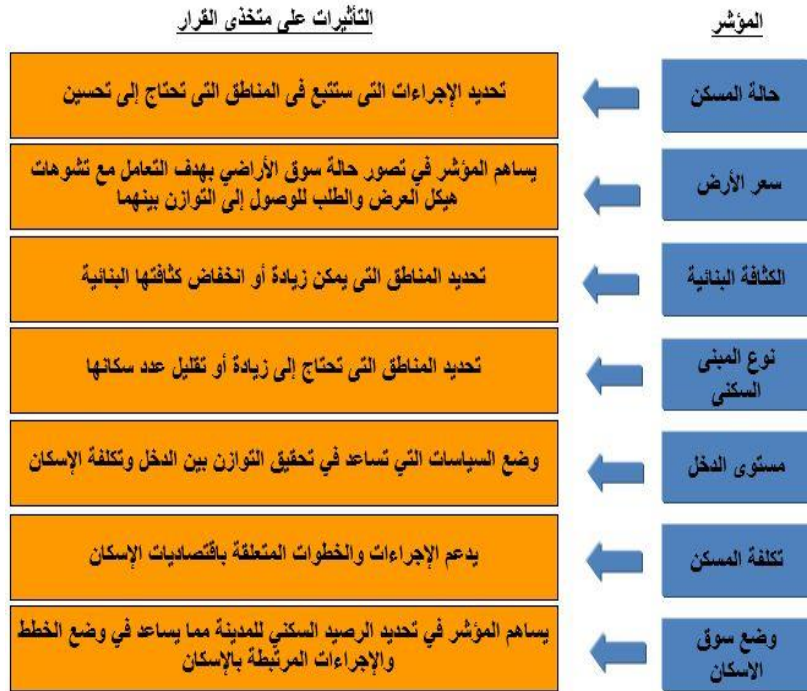 المؤشر
التأثيرات على متخذى القرار
حالة المسكن
تحديد الإجراءات التى ستتبع فى المناطق التى تحتاج إلى تحسين
سعر الأرض
يساهم المؤشر في تصور حالة سوق الأراضي بهدف التعامل مع تشوهات
هيكل العرض والطلب للوصول إلى التوازن بينهما
الكثافة البنائية
تحديد المناطق التى يمكن زيادة أو انخفاض كثافتها البنائية
نوع المبنى
السكنى
تحديد المناطق التى تحتاج إلى زيادة أو تقليل عدد سكانها
مستوى الدخل
وضع السياسات التي تساعد في تحقيق التوازن بين الدخل وتكلفة الإسكان
تكلفة المسكن
يدعم الإجراءات والخطوات المتعلقة باقتصاديات الإسكان
وضع سوق
الاسكان
يساهم المؤشر في تحديد الرصيد السكني للمدينة مما يساعد في وضع الخطط
والإجراءات المرتبطة بالإسكان